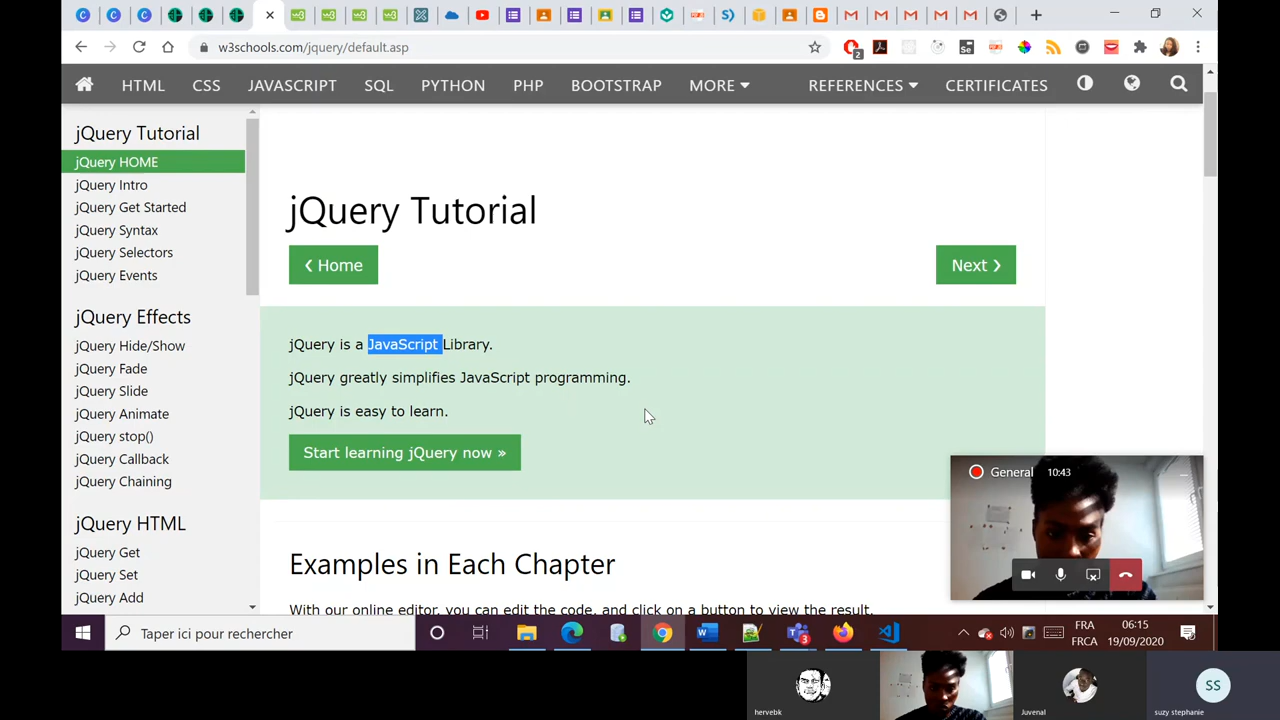 w3schools.com/jquery/default.asp
2
HTML CSS JAVASCRIPT SQL PYTHON PHP BOOTSTRAP MORE REFERENCES CERTIFICATES
jQuery Tutorial
jQuery HOME
jQuery Intro
jQuery Get Started
jQuery Syntax
jQuery Selectors
jQuery Events
jQuery Effects
jQuery Hide/Show
jQuery Fade
jQuery Slide
jQuery Animate
jQuery stop()
jQuery Callback
jQuery Chaining
jQuery HTML
jQuery Get
jQuery Set
jQuery Add
jQuery Tutorial
❮ Home
Next ❯
jQuery is a JavaScript Library.
jQuery greatly simplifies JavaScript programming.
jQuery is easy to learn.
Start learning jQuery now »
Examples in Each Chapter
With our online editor, you can edit the code, and click on a button to view the result.
General 10:43
Taper ici pour rechercher
3
FRA
FRCA
06:15
19/09/2020
SS
hervebk
Juvenal
suzy stephanie